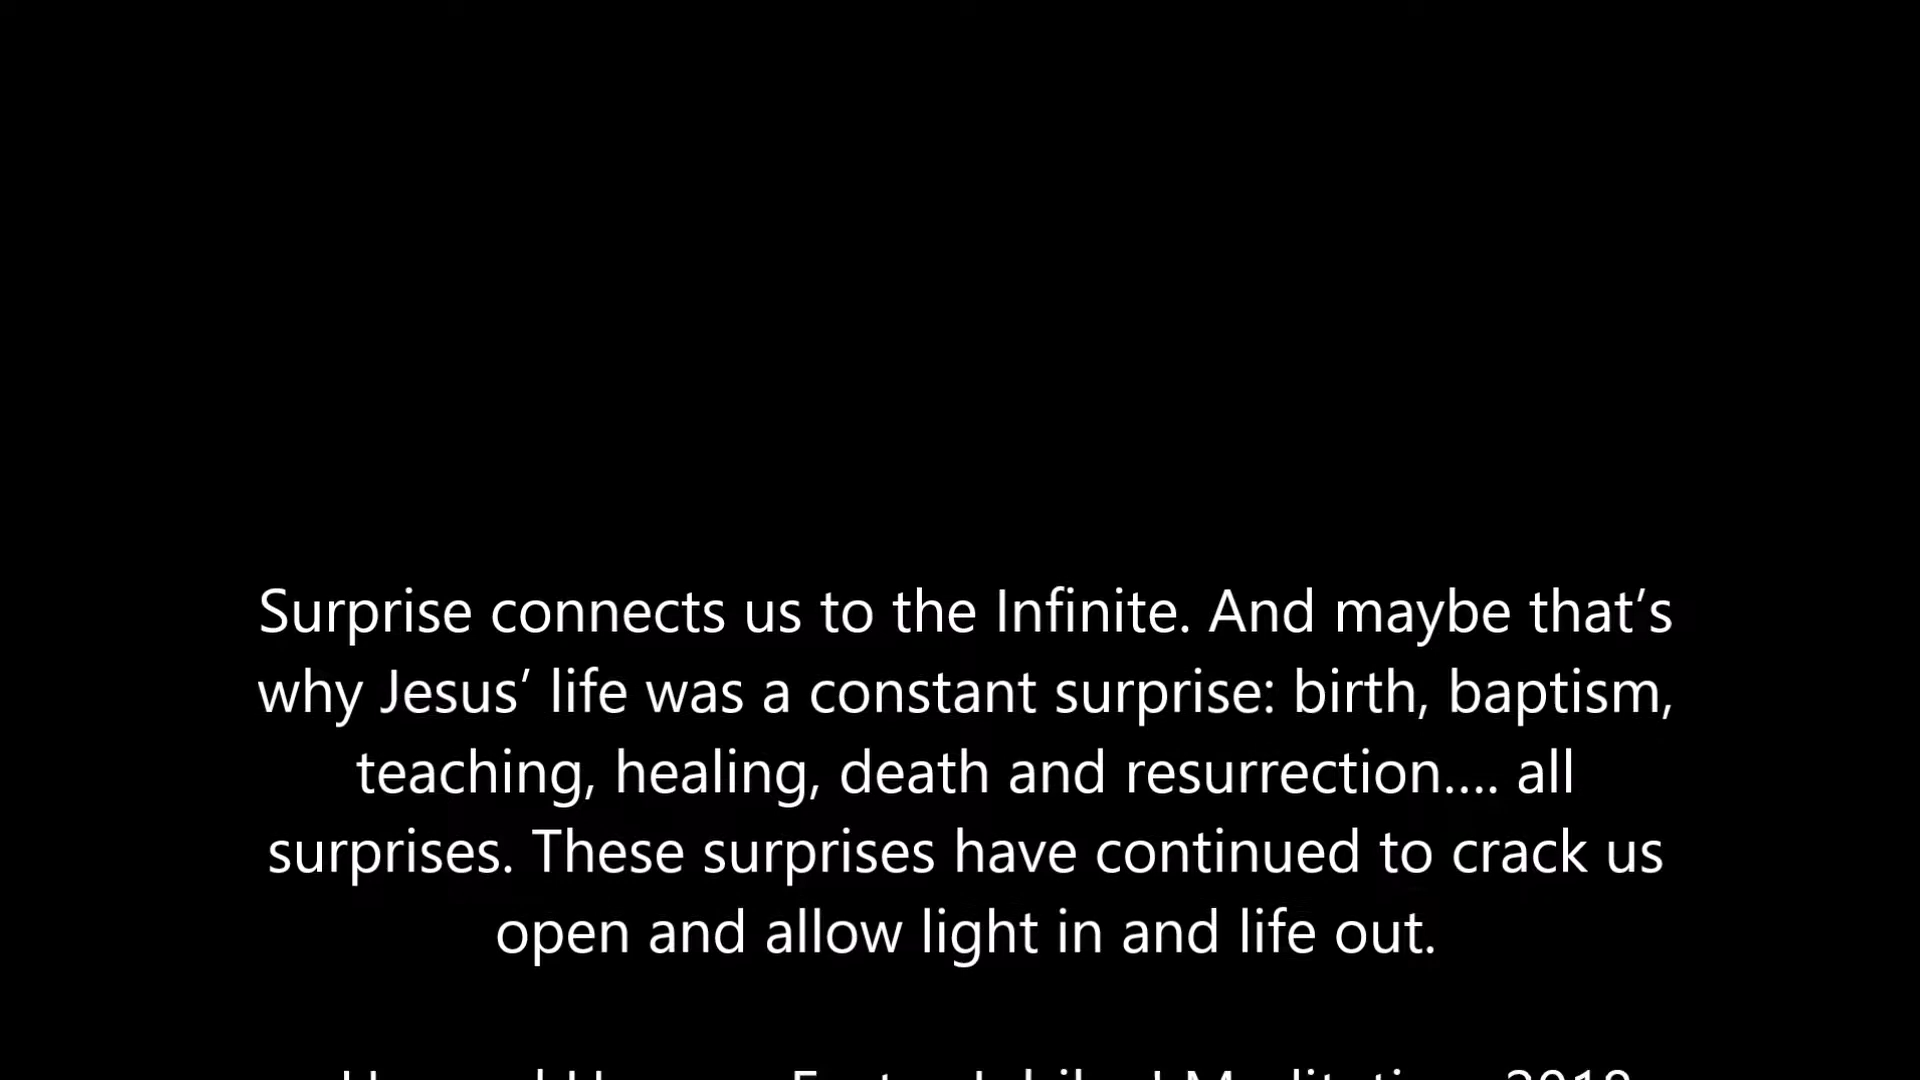 Surprise connects us to the Infinite. And maybe that’s
why Jesus’ life was a constant surprise: birth, baptism,
teaching, healing, death and resurrection…. all
surprises. These surprises have continued to crack us
open and allow light in and life out.